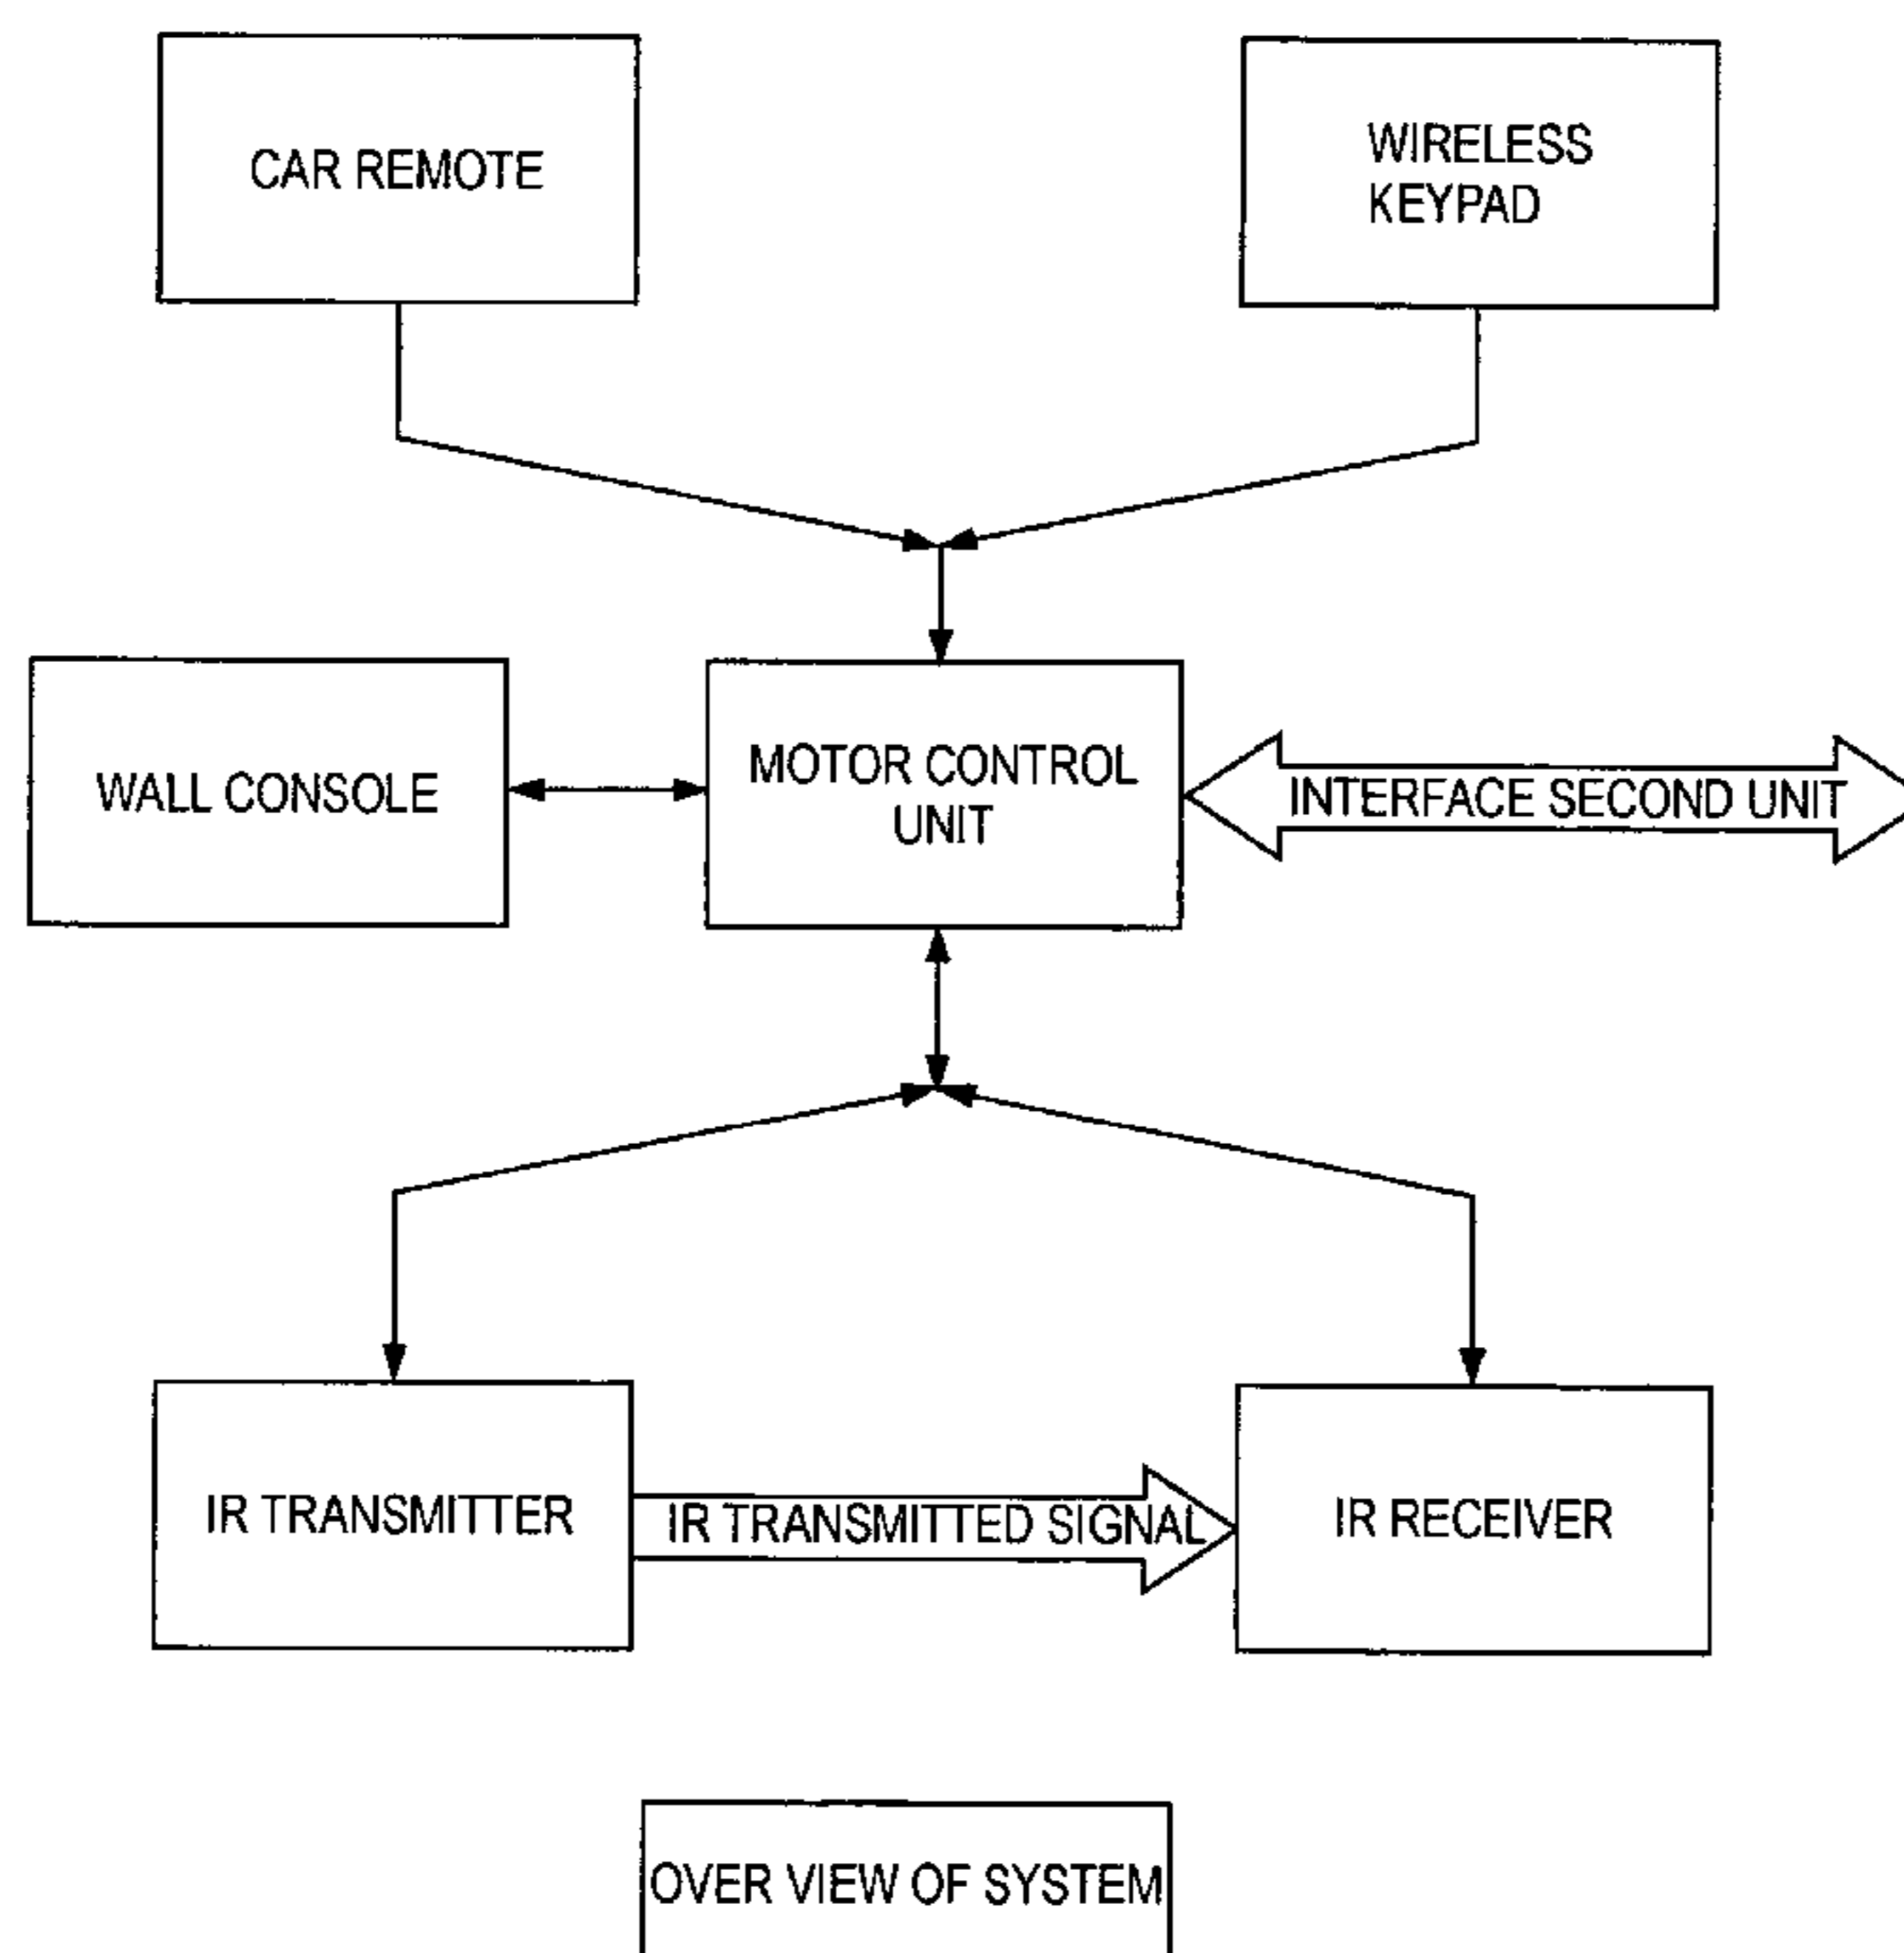 CAR REMOTE
WIRELESS
KEYPAD
WALL CONSOLE
MOTOR CONTROL
UNIT
INTERFACE SECOND UNIT
IR TRANSMITTER
IR TRANSMITTED SIGNAL
IR RECEIVER
OVER VIEW OF SYSTEM